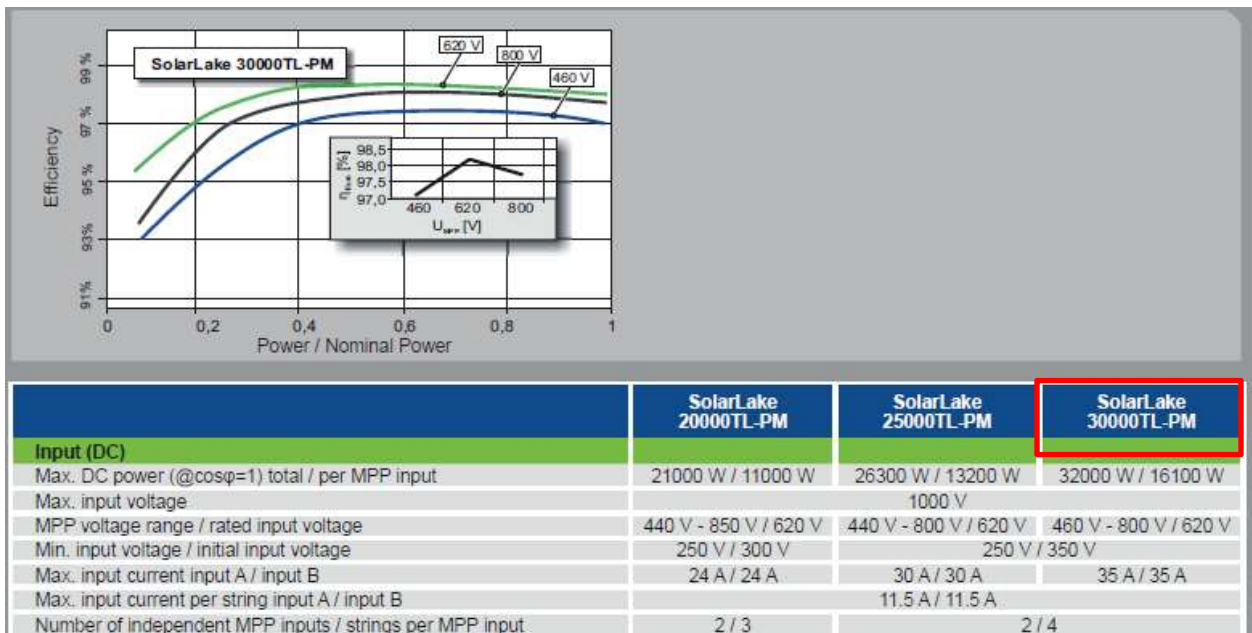 SolarLake 30000TL-PM
620 V
800 V
460 V
99 %
97 %
95 %
93%
91%
Efficiency
0 0,2 0,4 0,6 0,8 1
Power / Nominal Power
98,5
98,0
97,5
97,0
[%]
460 620 800
[V]
SolarLake 20000TL-PM
SolarLake 25000TL-PM
SolarLake 30000TL-PM
Input (DC)
Max. DC power (@cosφ=1) total / per MPP input 21000 W / 11000 W 26300 W / 13200 W 32000 W / 16100 W
Max. input voltage 1000 V
MPP voltage range / rated input voltage 440 V - 850 V / 620 V 440 V - 800 V / 620 V 460 V - 800 V / 620 V
Min. input voltage / initial input voltage 250 V / 300 V 250 V / 350 V
Max. input current input A / input B 24 A / 24 A 30 A / 30 A 35 A / 35 A
Max. input current per string input A / input B 11.5 A / 11.5 A
Number of independent MPP inputs / strings per MPP input 2 / 3 2 / 4